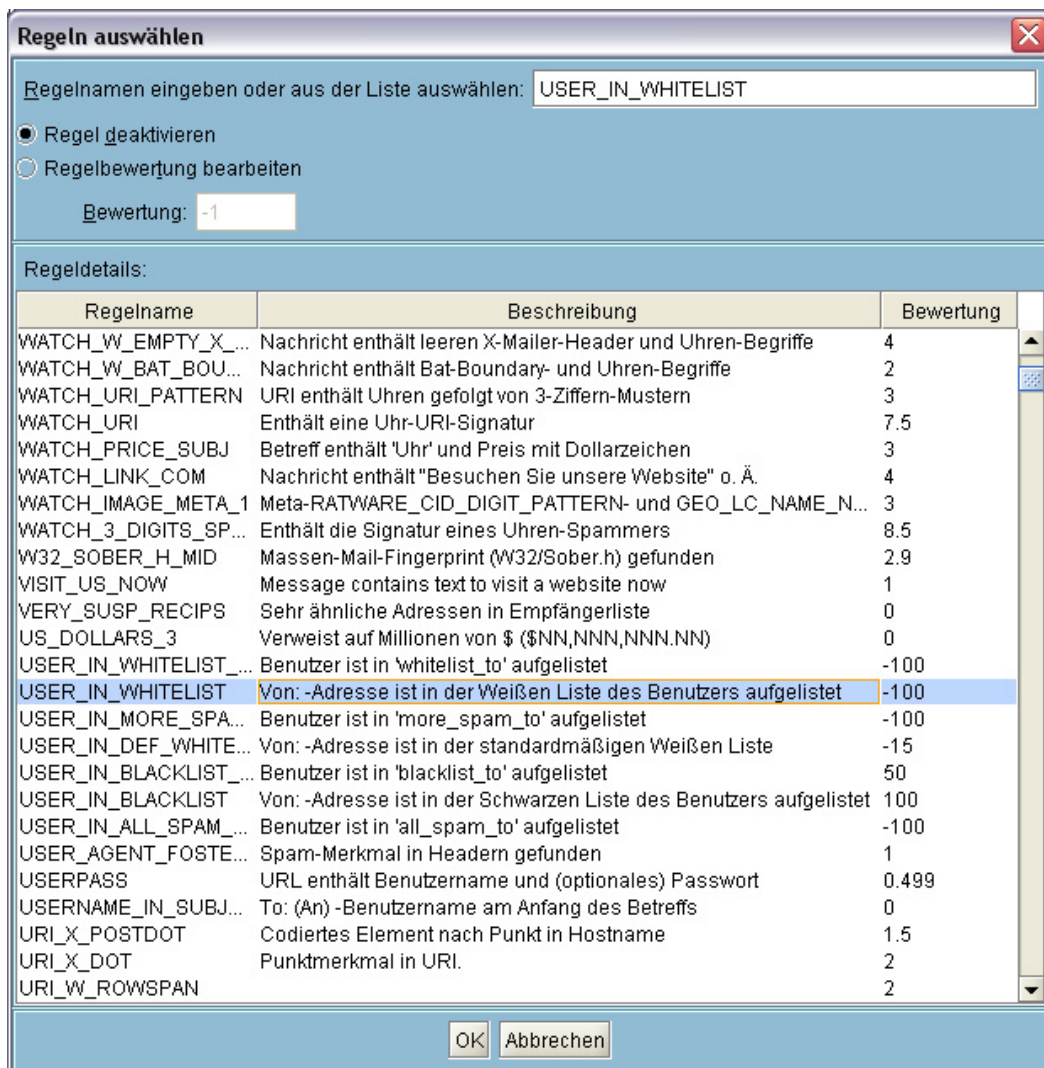 Regeln auswählen
Regelnamen eingeben oder aus der Liste auswählen: USER_IN_WHITELIST
Regel deaktivieren
Regelbewertung bearbeiten
Bewertung: -1
Regeldetails:
Regelname Beschreibung Bewertung
WATCH_W_EMPTY_X_... Nachricht enthält leeren X-Mailer-Header und Uhren-Begriffe 4
WATCH_W_BAT_BOU... Nachricht enthält Bat-Boundary- und Uhren-Begriffe 2
WATCH_URI_PATTERN URI enthält Uhren gefolgt von 3-Ziffern-Mustern 3
WATCH_URI Enthält eine Uhr-URI-Signatur 7.5
WATCH_PRICE_SUBJ Betreff enthält 'Uhr' und Preis mit Dollarzeichen 3
WATCH_LINK_COM Nachricht enthält "Besuchen Sie unsere Website" o. Ä. 4
WATCH_IMAGE_META_1 Meta-RATWARE_CID_DIGIT_PATTERN- und GEO_LC_NAME_N... 3
WATCH_3_DIGITS_SP... Enthält die Signatur eines Uhren-Spammers 8.5
W32_SOBER_H_MID Massen-Mail-Fingerprint (W32/Sober.h) gefunden 2.9
VISIT_US_NOW Message contains text to visit a website now 1
VERY_SUSP_RECIPS Sehr ähnliche Adressen in Empfängerliste 0
US_DOLLARS_3 Verweist auf Millionen von $ ($NN,NNN,NNN.NN) 0
USER_IN_WHITELIST_... Benutzer ist in 'whitelist_to' aufgelistet -100
USER_IN_WHITELIST Von: -Adresse ist in der Weißen Liste des Benutzers aufgelistet -100
USER_IN_MORE_SPA... Benutzer ist in 'more_spam_to' aufgelistet -100
USER_IN_DEF_WHITE... Von: -Adresse ist in der standardmäßigen Weißen Liste -15
USER_IN_BLACKLIST_... Benutzer ist in 'blacklist_to' aufgelistet 50
USER_IN_BLACKLIST Von: -Adresse ist in der Schwarzen Liste des Benutzers aufgelistet 100
USER_IN_ALL_SPAM_... Benutzer ist in 'all_spam_to' aufgelistet -100
USER_AGENT_FOSTE... Spam-Merkmal in Headern gefunden 1
USERPASS URL enthält Benutzername und (optionales) Passwort 0.499
USERNAME_IN_SUBJ... To: (An) -Benutzername am Anfang des Betreffs 0
URI_X_POSTDOT Codiertes Element nach Punkt in Hostname 1.5
URI_X_DOT Punktmerkmal in URI. 2
URI_W_ROWSPAN 2
OK Abbrechen